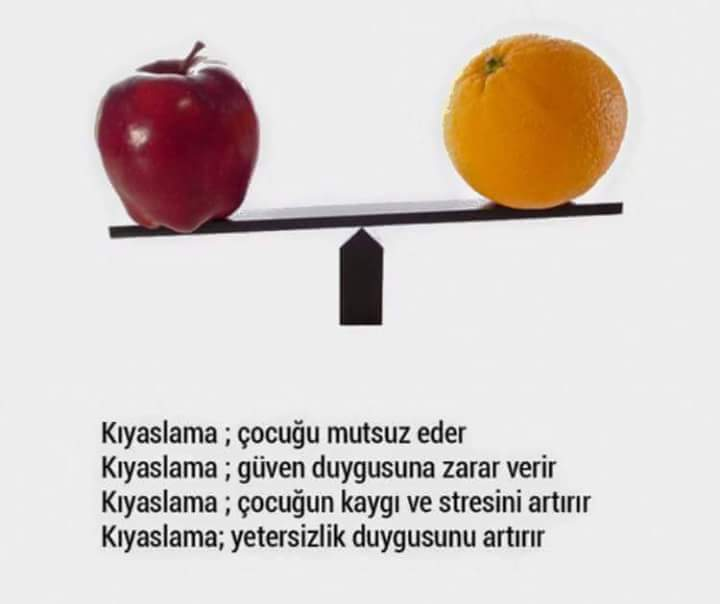 Kıyaslama ; çocuğu mutsuz eder
Kıyaslama ; güven duygusuna zarar verir
Kıyaslama ; çocuğun kaygı ve stresini artırır
Kıyaslama; yetersizlik duygusunu artırır